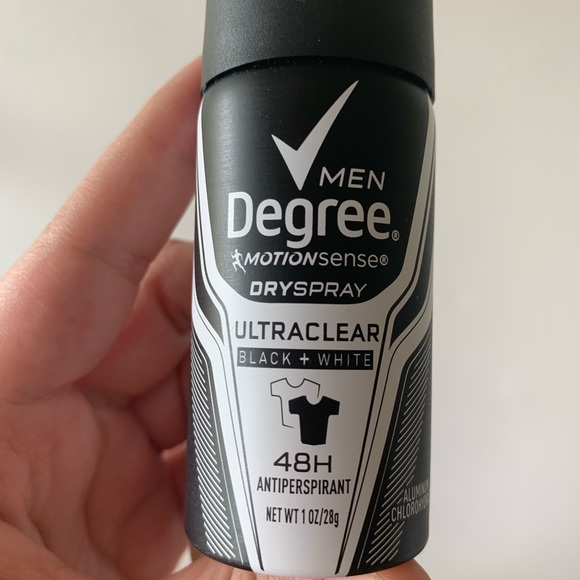 MEN
Degree®
MOTIONSENSE®
DRYSPRAY
ULTRACLEAR
BLACK + WHITE
48H
ANTIPERSPIRANT
NET WT 1 OZ/28g